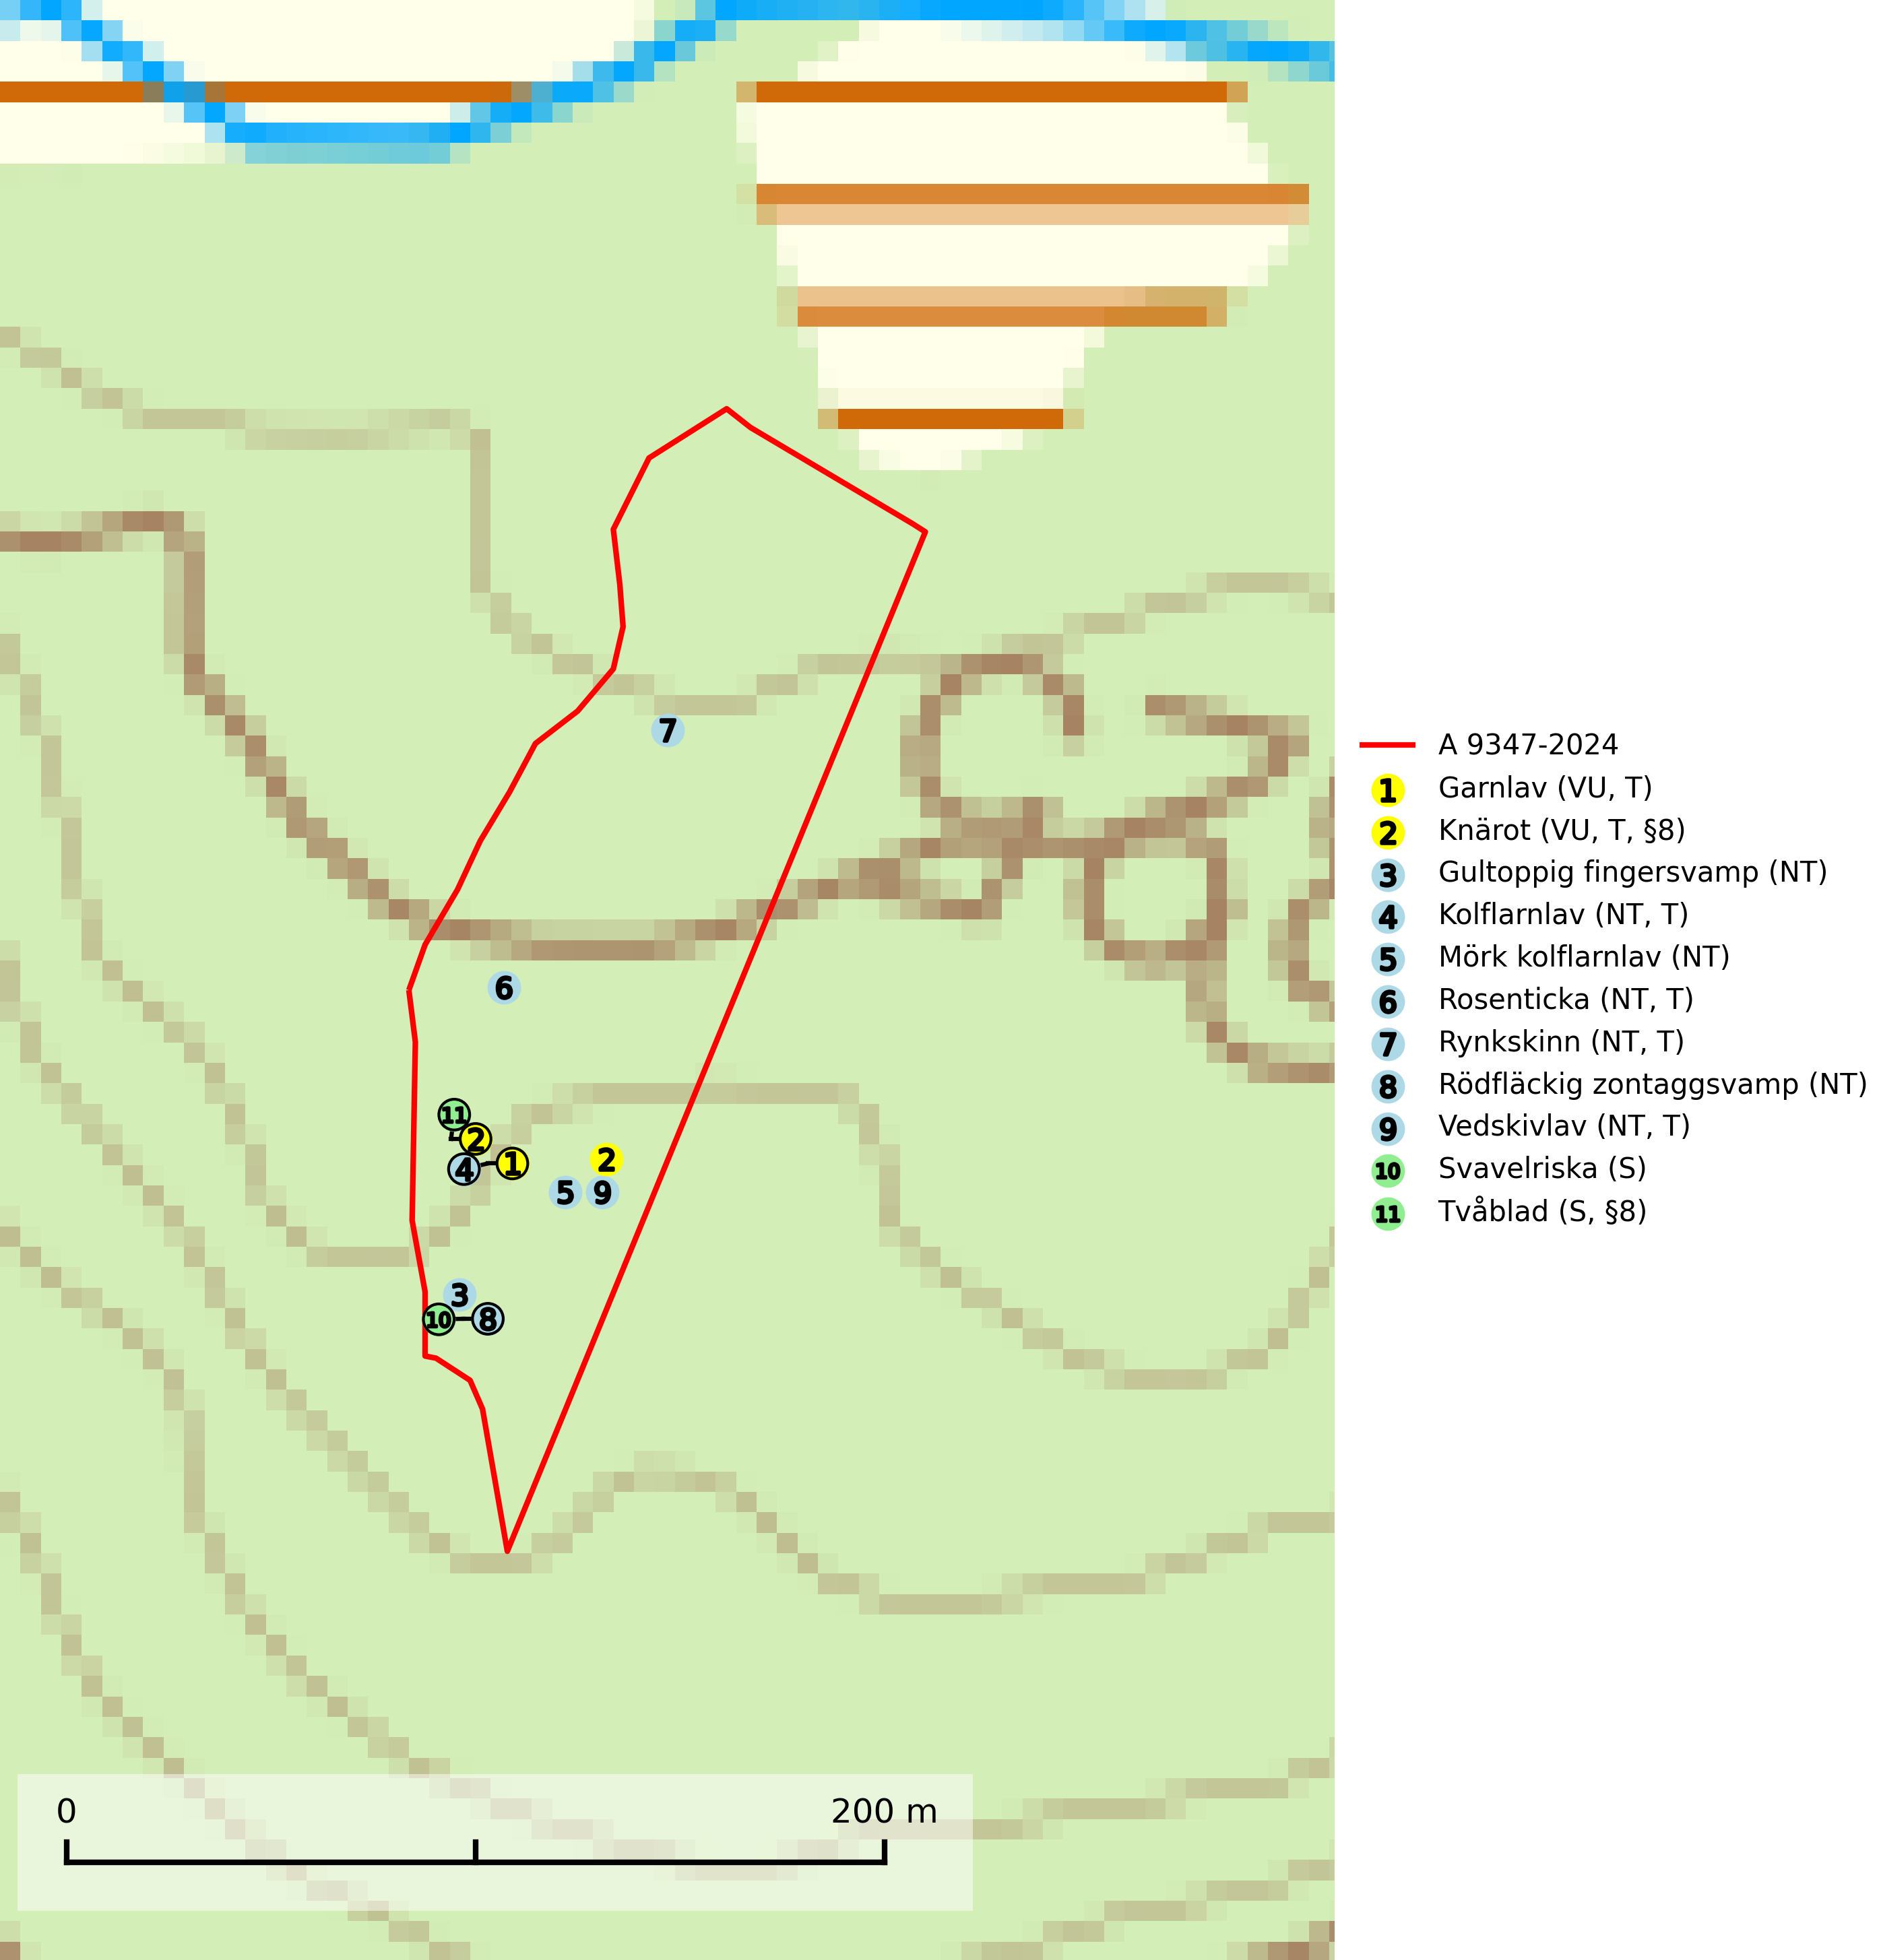 7
6
11
2
4
1
2
5
9
3
10
8
A 9347-2024
1 Garnlav (VU, T)
2 Knärot (VU, T, §8)
3 Gultoppig fingersvamp (NT)
4 Kolflarnlav (NT, T)
5 Mörk kolflarnlav (NT)
6 Rosenticka (NT, T)
7 Rynkskinn (NT, T)
8 Rödfläckig zontaggsvamp (NT)
9 Vedskivlav (NT, T)
10 Svavelriska (S)
11 Tvåblad (S, §8)
0 200 m